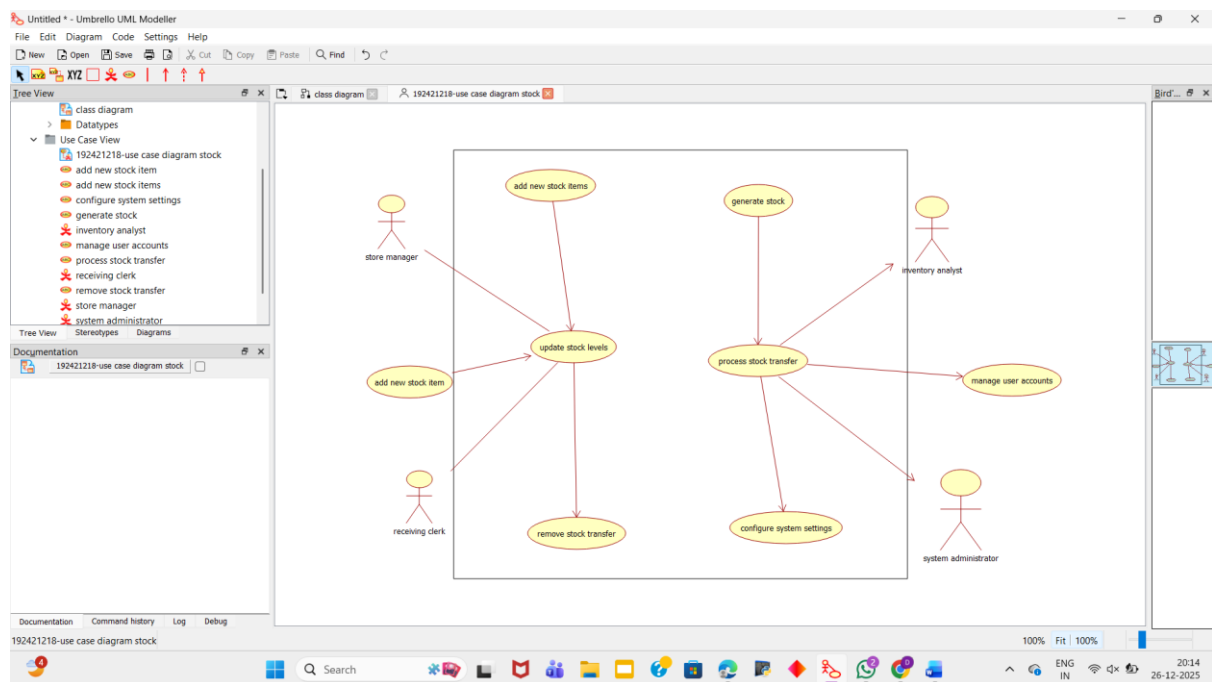 Untitled * - Umbrello UML Modeller
File Edit Diagram Code Settings Help
New Open Save Cut Copy Paste Find
XYZ
Tree View
class diagram
192421218-use case diagram stock
Bird'...
class diagram
Datatypes
Use Case View
192421218-use case diagram stock
add new stock item
add new stock items
configure system settings
generate stock
inventory analyst
manage user accounts
process stock transfer
receiving clerk
remove stock transfer
store manager
system administrator
Tree View Stereotypes Diagrams
Documentation
192421218-use case diagram stock
add new stock items
generate stock
store manager
inventory analyst
update stock levels
process stock transfer
add new stock item
manage user accounts
receiving clerk
remove stock transfer
configure system settings
system administrator
Documentation Command history Log Debug
192421218-use case diagram stock
100% Fit 100%
4
Search
2
D
ENG
IN
20:14
26-12-2025